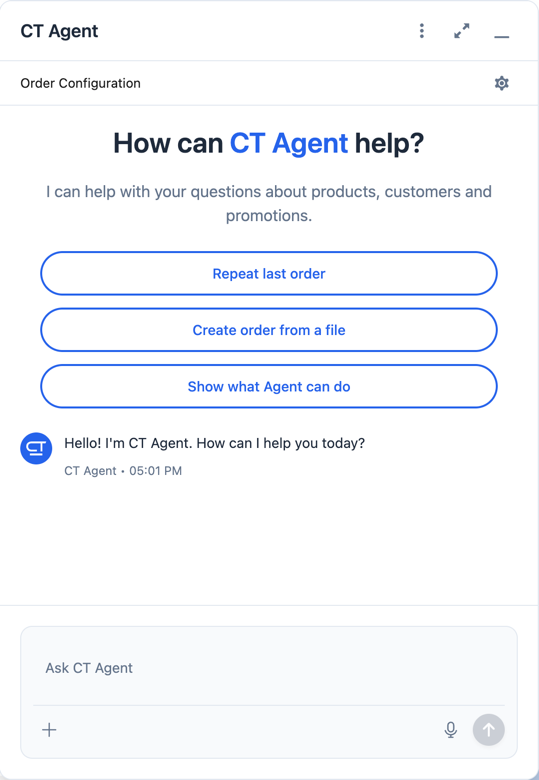 CT Agent
Order Configuration
How can CT Agent help?
I can help with your questions about products, customers and
promotions.
Repeat last order
Create order from a file
Show what Agent can do
Hello! I'm CT Agent. How can I help you today?
CT Agent • 05:01 PM
Ask CT Agent